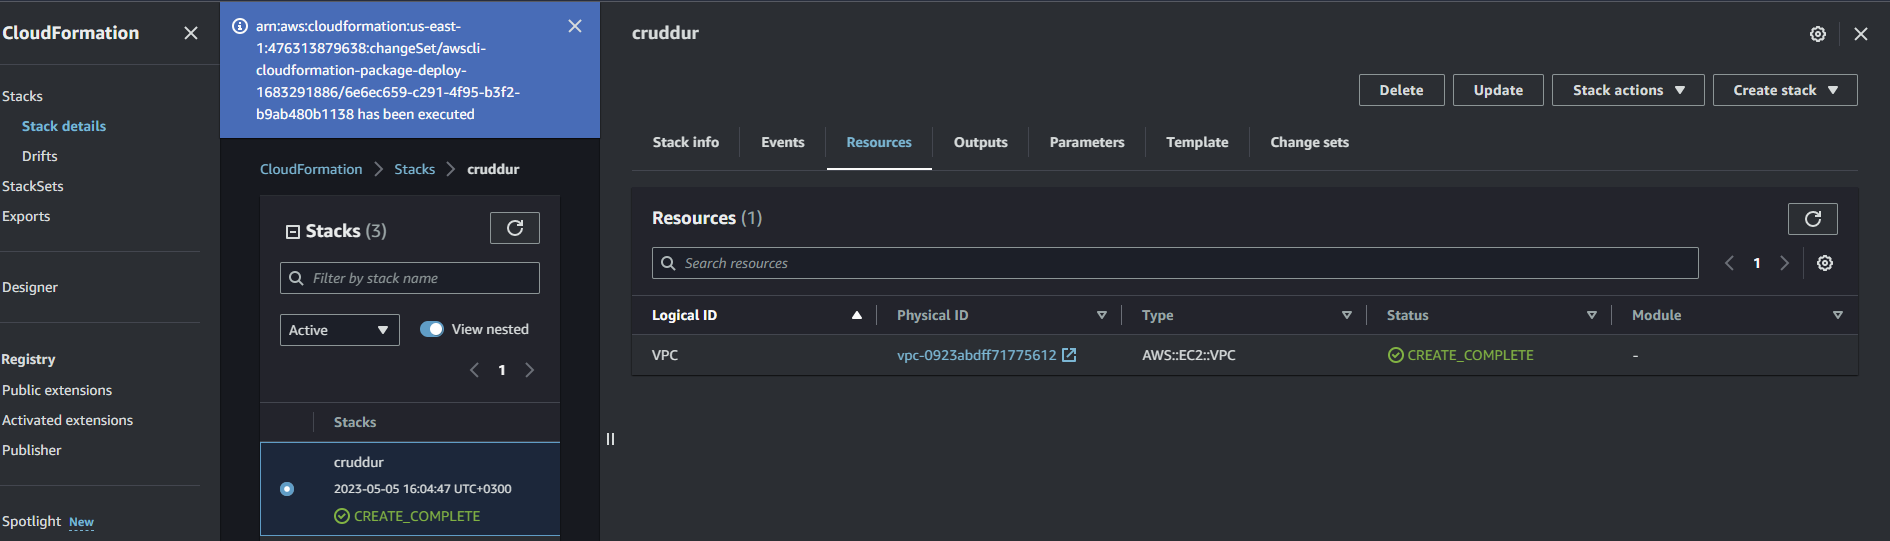 CloudFormation
Stacks
Stack details
Drifts
StackSets
Exports
Designer
Registry
Public extensions
Activated extensions
Publisher
Spotlight New
arn:aws:cloudformation:us-east-
1:476313879638:changeSet/awscli-
cloudformation-package-deploy-
1683291886/6e6ec659-c291-4f95-b3f2-
b9ab480b1138 has been executed
CloudFormation Stacks cruddur
Stacks (3)
Filter by stack name
Active View nested
1
Stacks
cruddur
2023-05-05 16:04:47 UTC+0300
CREATE_COMPLETE
cruddur
Delete Update Stack actions Create stack
Stack info Events Resources Outputs Parameters Template Change sets
Resources (1)
Search resources
1
Logical ID Physical ID Type Status Module
VPC vpc-0923abdff71775612 AWS::EC2::VPC CREATE_COMPLETE -